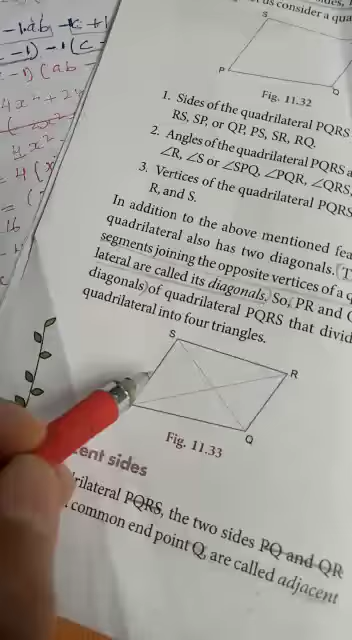 us consider a qua
S
P
Q
Fig. 11.32
1. Sides of the quadrilateral PQRS
RS, SP, or QP, PS, SR, RQ.
2. Angles of the quadrilateral PQRS a
∠R, ∠S or ∠SPQ, ∠PQR, ∠QRS,
3. Vertices of the quadrilateral PQRS
R, and S.
In addition to the above mentioned fea
quadrilateral also has two diagonals. T
segments joining the opposite vertices of a q
lateral are called its diagonals. So, PR and Q
diagonals of quadrilateral PQRS that divid
quadrilateral into four triangles.
S
R
Q
Fig. 11.33
cent sides
drilateral PQRS, the two sides PQ and QR
common end point Q, are called adjacent